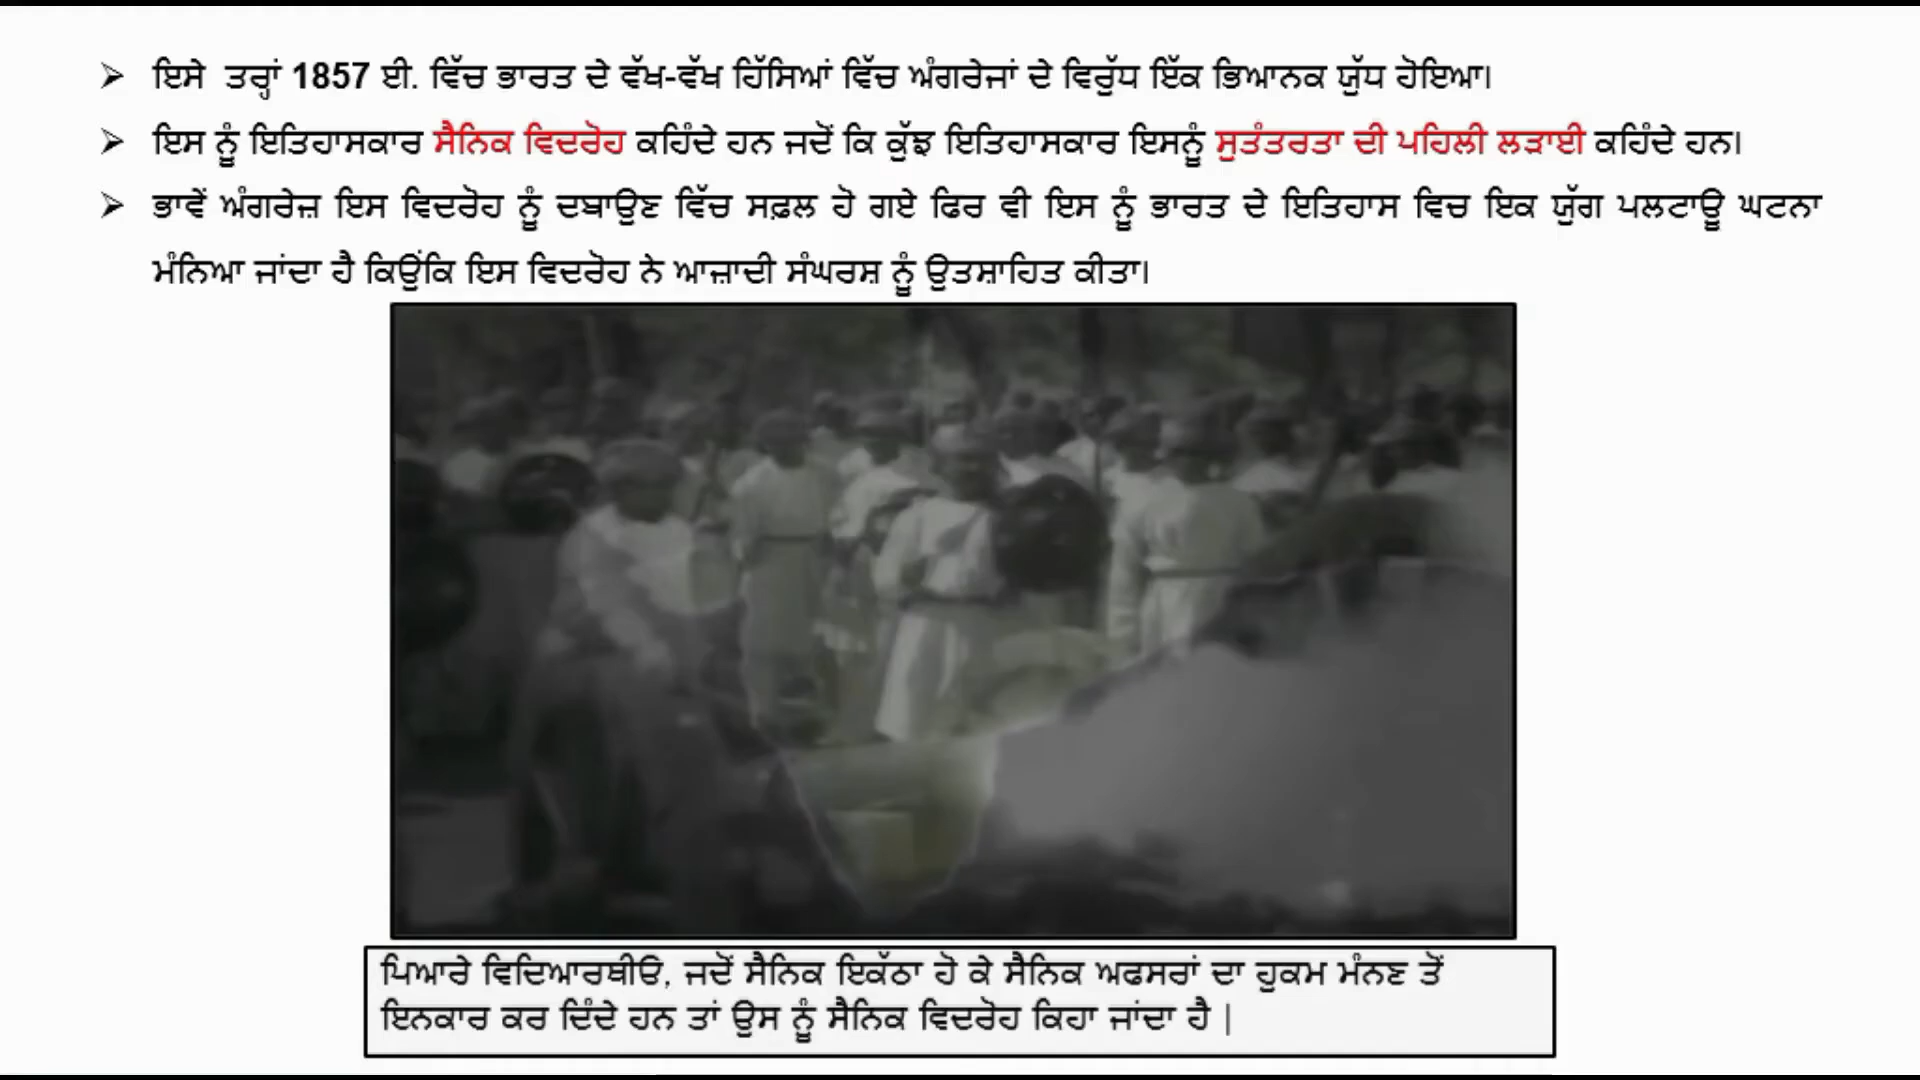 ➢ ਇਸੇ ਤਰ੍ਹਾਂ 1857 ਈ. ਵਿੱਚ ਭਾਰਤ ਦੇ ਵੱਖ-ਵੱਖ ਹਿੱਸਿਆਂ ਵਿੱਚ ਅੰਗਰੇਜਾਂ ਦੇ ਵਿਰੁੱਧ ਇੱਕ ਭਿਆਨਕ ਯੁੱਧ ਹੋਇਆ।
➢ ਇਸ ਨੂੰ ਇਤਿਹਾਸਕਾਰ ਸੈਨਿਕ ਵਿਦਰੋਹ ਕਹਿੰਦੇ ਹਨ ਜਦੋਂ ਕਿ ਕੁੱਝ ਇਤਿਹਾਸਕਾਰ ਇਸਨੂੰ ਸੁਤੰਤਰਤਾ ਦੀ ਪਹਿਲੀ ਲੜਾਈ ਕਹਿੰਦੇ ਹਨ।
➢ ਭਾਵੇਂ ਅੰਗਰੇਜ਼ ਇਸ ਵਿਦਰੋਹ ਨੂੰ ਦਬਾਉਣ ਵਿੱਚ ਸਫ਼ਲ ਹੋ ਗਏ ਫਿਰ ਵੀ ਇਸ ਨੂੰ ਭਾਰਤ ਦੇ ਇਤਿਹਾਸ ਵਿਚ ਇਕ ਯੁੱਗ ਪਲਟਾਊ ਘਟਨਾ
ਮੰਨਿਆ ਜਾਂਦਾ ਹੈ ਕਿਉਂਕਿ ਇਸ ਵਿਦਰੋਹ ਨੇ ਆਜ਼ਾਦੀ ਸੰਘਰਸ਼ ਨੂੰ ਉਤਸ਼ਾਹਿਤ ਕੀਤਾ।
ਪਿਆਰੇ ਵਿਦਿਆਰਥੀਓ, ਜਦੋਂ ਸੈਨਿਕ ਇਕੱਠਾ ਹੋ ਕੇ ਸੈਨਿਕ ਅਫਸਰਾਂ ਦਾ ਹੁਕਮ ਮੰਨਣ ਤੋਂ
ਇਨਕਾਰ ਕਰ ਦਿੰਦੇ ਹਨ ਤਾਂ ਉਸ ਨੂੰ ਸੈਨਿਕ ਵਿਦਰੋਹ ਕਿਹਾ ਜਾਂਦਾ ਹੈ |